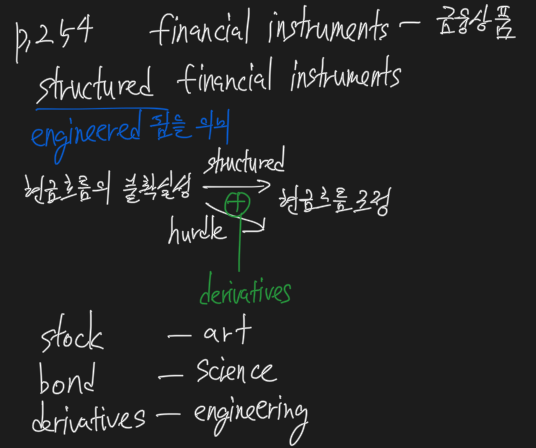 p.254 financial instruments - 금융상품
structured financial instruments
engineered 됨을 의미
현금흐름의 불확실성 structured 현금흐름 조정
hurdle
derivatives
stock - art
bond - science
derivatives - engineering